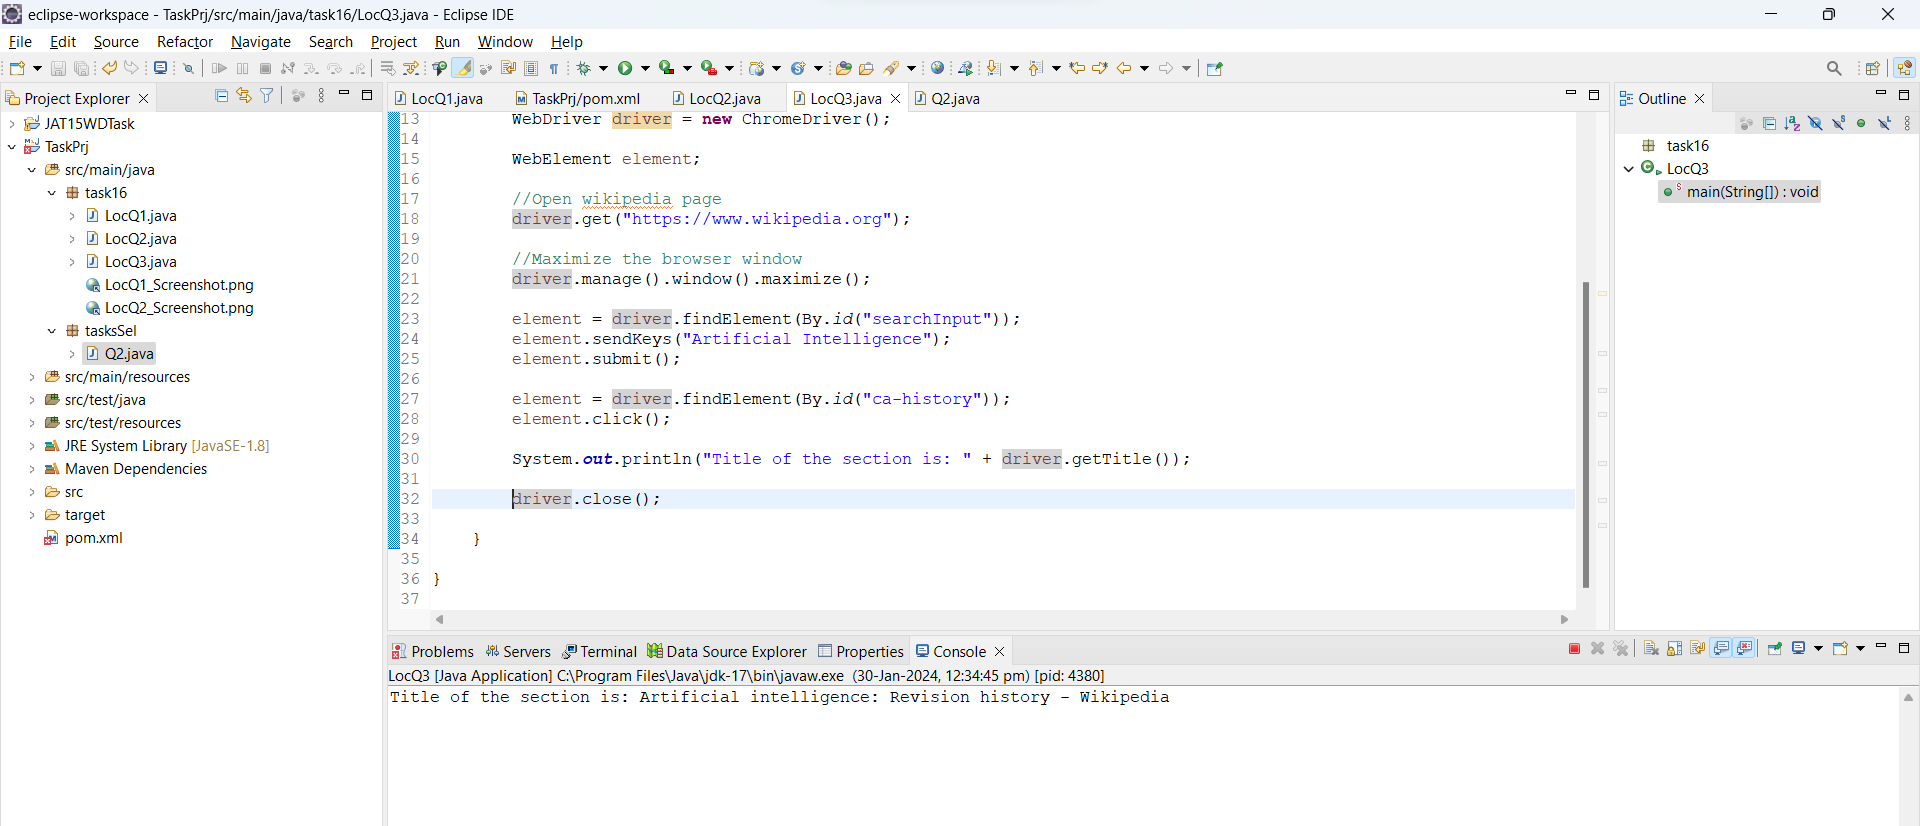 eclipse-workspace - TaskPrj/src/main/java/task16/LocQ3.java - Eclipse IDE
File Edit Source Refactor Navigate Search Project Run Window Help
Project Explorer
JAT15WDTask
TaskPrj
src/main/java
task16
LocQ1.java
LocQ2.java
LocQ3.java
LocQ1_Screenshot.png
LocQ2_Screenshot.png
tasksSel
Q2.java
src/main/resources
src/test/java
src/test/resources
JRE System Library [JavaSE-1.8]
Maven Dependencies
src
target
pom.xml
LocQ1.java TaskPrj/pom.xml LocQ2.java LocQ3.java Q2.java
13 WebDriver driver = new ChromeDriver();
14
15 WebElement element;
16
17 //Open wikipedia page
18 driver.get("https://www.wikipedia.org");
19
20 //Maximize the browser window
21 driver.manage().window().maximize();
22
23 element = driver.findElement(By.id("searchInput"));
24 element.sendKeys("Artificial Intelligence");
25 element.submit();
26
27 element = driver.findElement(By.id("ca-history"));
28 element.click();
29
30 System.out.println("Title of the section is: " + driver.getTitle());
31
32 driver.close();
33
34 }
35
36 }
37
Outline
task16
LocQ3
main(String[]) : void
Problems Servers Terminal Data Source Explorer Properties Console
LocQ3 [Java Application] C:\Program Files\Java\jdk-17\bin\javaw.exe (30-Jan-2024, 12:34:45 pm) [pid: 4380]
Title of the section is: Artificial intelligence: Revision history - Wikipedia